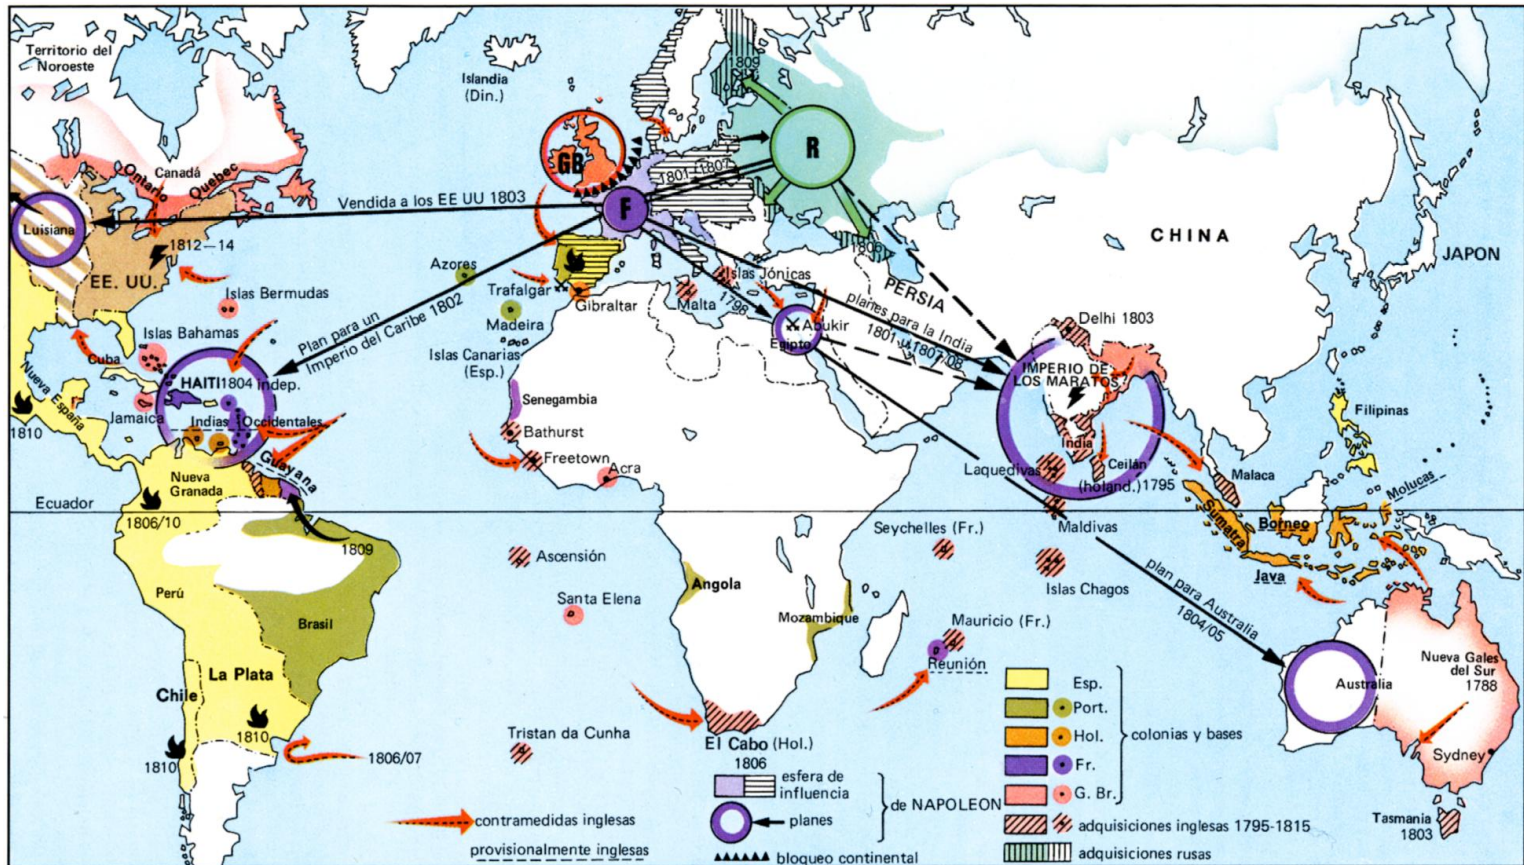 Territorio del
Noroeste
Islandia
(Din.)
1809
Canadá
Ontario
Quebec
GB
R
F
1801-(1807)
Vendida a los EE UU 1803
Luisiana
1812—14
EE. UU.
CHINA
JAPON
1806
Azores
Trafalgar
Gibraltar
Madeira
Malta
Islas Jónicas
1798
PERSIA
planes para la India
1801 u.1807/08
Islas Bermudas
Islas Bahamas
Plan para un
Imperio del Caribe 1802
Abukir
Egipto
Delhi 1803
Cuba
Islas Canarias
(Esp.)
IMPERIO DE
LOS MARATOS
HAITI 1804 indep.
Nueva España
Jamaica
Indias Occidentales
Senegambia
Bathurst
Freetown
Acra
Filipinas
1810
India
Laquedivas
Ceilán
(holand.) 1795
Malaca
Molucas
Nueva
Granada
Guayana
Ecuador
1806/10
1809
Maldivas
Sumatra
Borneo
Java
Seychelles (Fr.)
Ascensión
Islas Chagos
Perú
Brasil
Angola
Mozambique
Santa Elena
Mauricio (Fr.)
Reunión
plan para Australia
1804/05
Australia
Nueva Gales
del Sur
1788
Sydney
Tasmania
1803
La Plata
Chile
1810
1810
1806/07
Tristan da Cunha
El Cabo (Hol.)
1806
Esp.
Port.
Hol.
Fr.
G. Br.
colonias y bases
adquisiciones inglesas 1795-1815
adquisiciones rusas
esfera de
influencia
planes
de NAPOLEON
bloqueo continental
contramedidas inglesas
provisionalmente inglesas